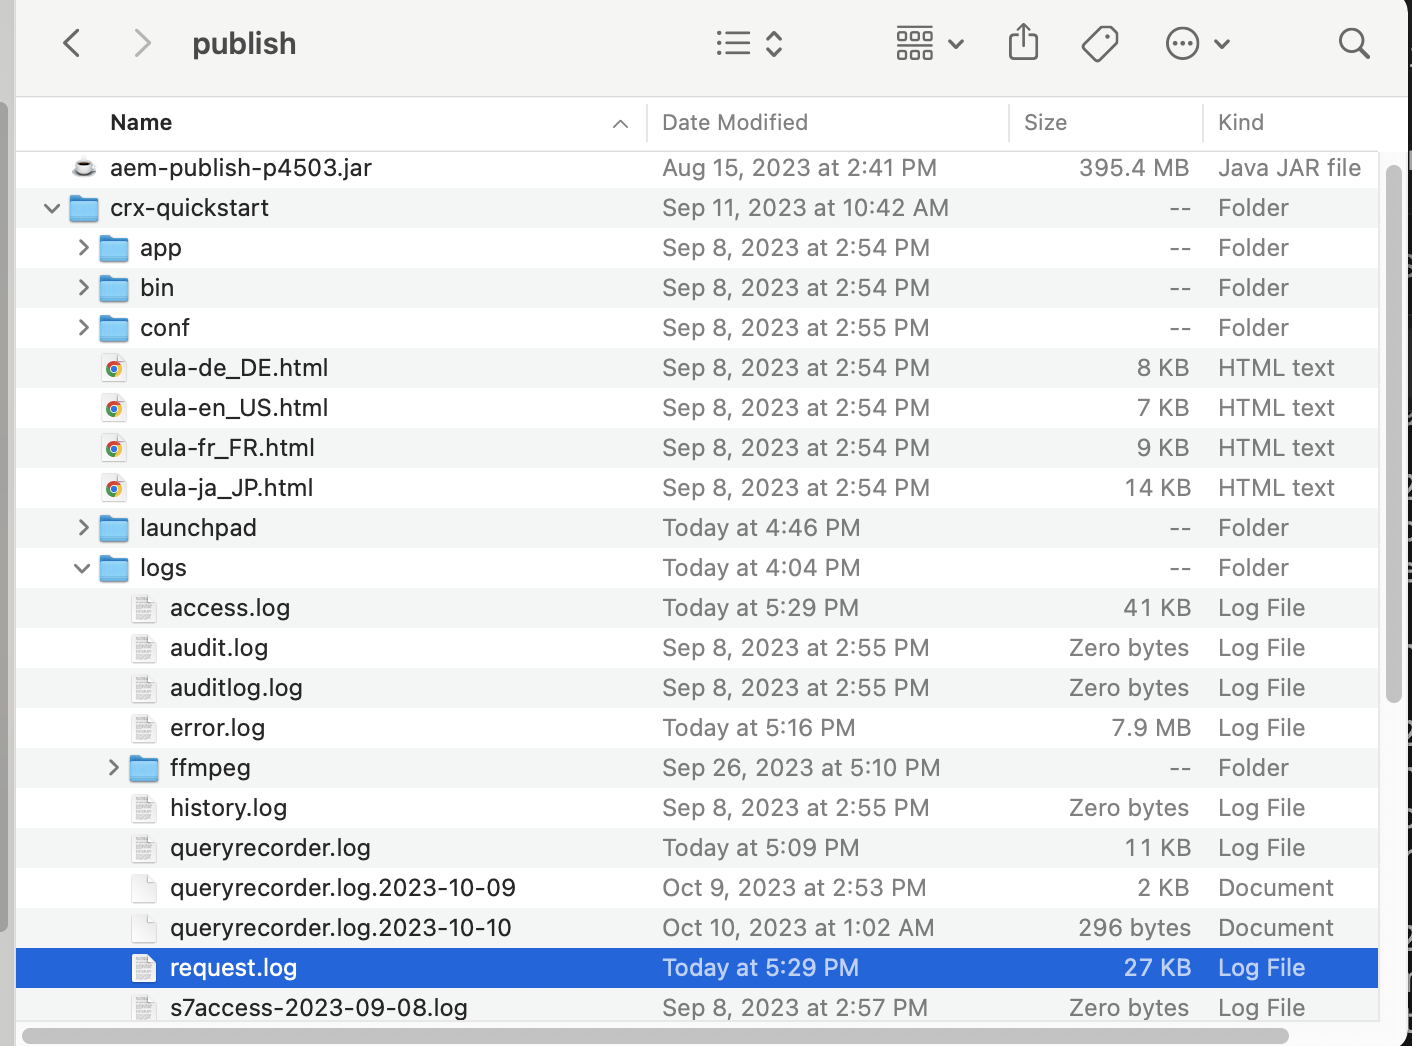 publish
Name Date Modified Size Kind
aem-publish-p4503.jar Aug 15, 2023 at 2:41 PM 395.4 MB Java JAR file
crx-quickstart Sep 11, 2023 at 10:42 AM -- Folder
app Sep 8, 2023 at 2:54 PM -- Folder
bin Sep 8, 2023 at 2:54 PM -- Folder
conf Sep 8, 2023 at 2:55 PM -- Folder
eula-de_DE.html Sep 8, 2023 at 2:54 PM 8 KB HTML text
eula-en_US.html Sep 8, 2023 at 2:54 PM 7 KB HTML text
eula-fr_FR.html Sep 8, 2023 at 2:54 PM 9 KB HTML text
eula-ja_JP.html Sep 8, 2023 at 2:54 PM 14 KB HTML text
launchpad Today at 4:46 PM -- Folder
logs Today at 4:04 PM -- Folder
access.log Today at 5:29 PM 41 KB Log File
audit.log Sep 8, 2023 at 2:55 PM Zero bytes Log File
auditlog.log Sep 8, 2023 at 2:55 PM Zero bytes Log File
error.log Today at 5:16 PM 7.9 MB Log File
ffmpeg Sep 26, 2023 at 5:10 PM -- Folder
history.log Sep 8, 2023 at 2:55 PM Zero bytes Log File
queryrecorder.log Today at 5:09 PM 11 KB Log File
queryrecorder.log.2023-10-09 Oct 9, 2023 at 2:53 PM 2 KB Document
queryrecorder.log.2023-10-10 Oct 10, 2023 at 1:02 AM 296 bytes Document
request.log Today at 5:29 PM 27 KB Log File
s7access-2023-09-08.log Sep 8, 2023 at 2:57 PM Zero bytes Log File